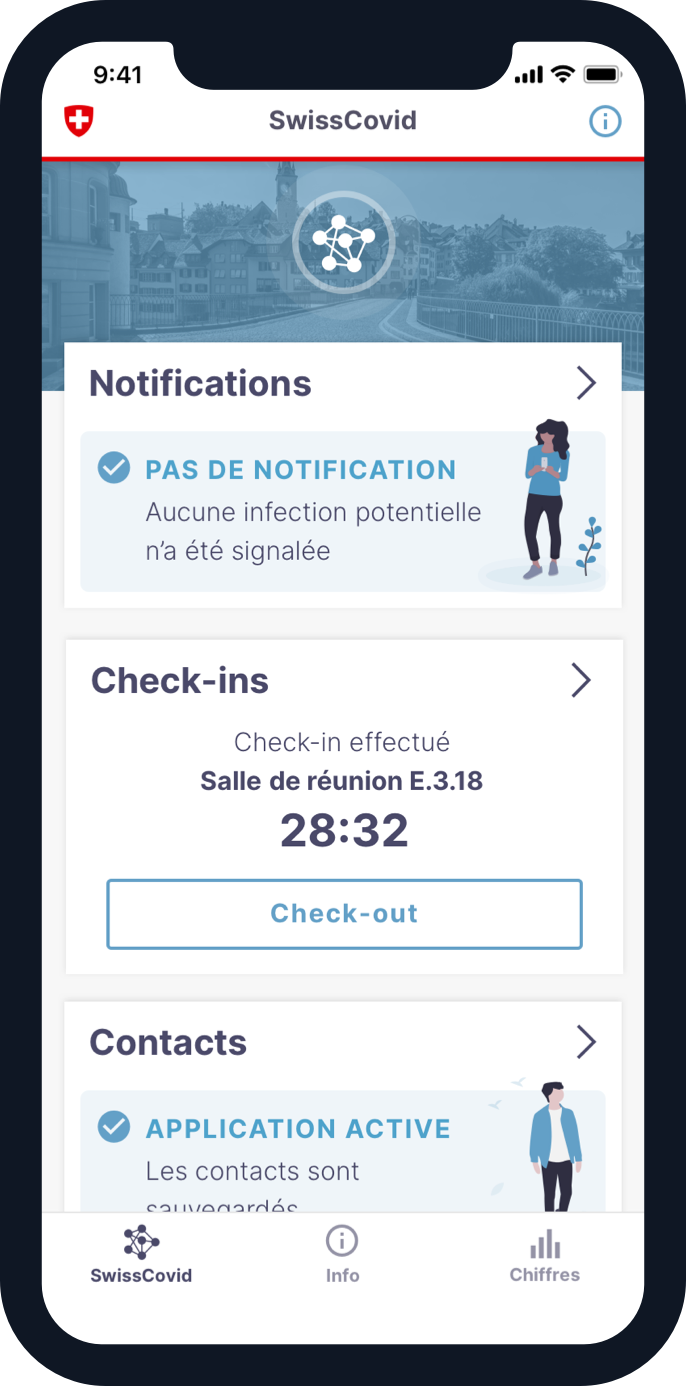 9:41
SwissCovid
Notifications
PAS DE NOTIFICATION
Aucune infection potentielle
n’a été signalée
Check-ins
Check-in effectué
Salle de réunion E.3.18
28:32
Check-out
Contacts
APPLICATION ACTIVE
Les contacts sont
sauvegardés
SwissCovid
Info
Chiffres